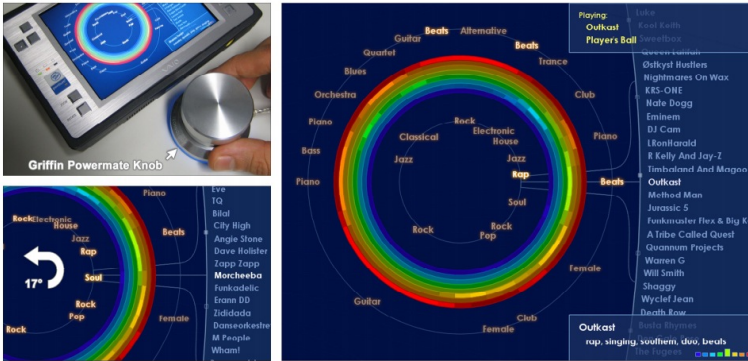 Griffin Powermate Knob
Piano
Beats
Female
Rock
Electronic
House
Jazz
Rap
Soul
Rock
Pop
Rock
17°
Eve
TQ
Bilal
City High
Angie Stone
Dave Holister
Zapp Zapp
Morcheeba
Funkadelic
Erann DD
Zididada
Danseorkestre
M People
Wham!
Beats
Alternative
Guitar
Beats
Quartet
Trance
Blues
Club
Orchestra
Piano
Piano
Bass
Piano
Beats
Female
Guitar
Club
Female
Rock
Classical
Electronic
House
Jazz
Jazz
Rap
Soul
Rock
Rock
Pop
Playing:
Outkast
Player's Ball
Luke
Kool Keith
Sweetbox
Queen Latifah
Østkyst Hustlers
Nightmares On Wax
KRS-ONE
Nate Dogg
Eminem
DJ Cam
LRonHarald
R Kelly And Jay-Z
Timbaland And Magoo
Outkast
Method Man
Jurassic 5
Funkmaster Flex & Big K
A Tribe Called Quest
Quannum Projects
Warren G
Will Smith
Shaggy
Wyclef Jean
Death Row
Busta Rhymes
The Fugees
Outkast
rap, singing, southern, duo, beats